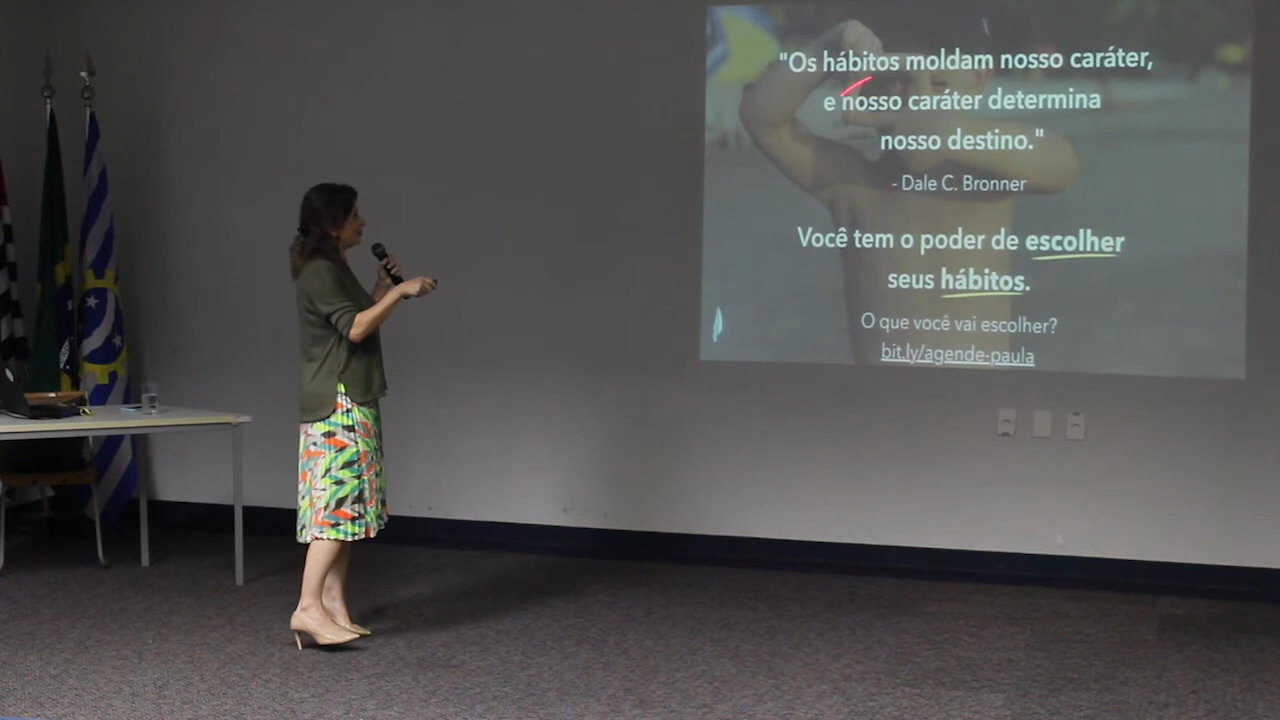 "Os hábitos moldam nosso caráter,
e nosso caráter determina
nosso destino."
- Dale C. Bronner
Você tem o poder de escolher
seus hábitos.
O que você vai escolher?
bit.ly/agende-paula